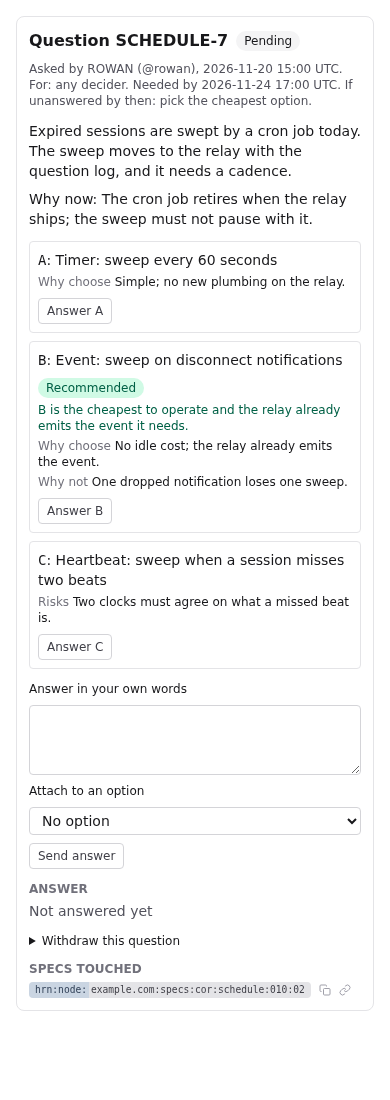 Question SCHEDULE-7 Pending
Asked by ROWAN (@rowan), 2026-11-20 15:00 UTC.
For: any decider. Needed by 2026-11-24 17:00 UTC. If
unanswered by then: pick the cheapest option.
Expired sessions are swept by a cron job today.
The sweep moves to the relay with the
question log, and it needs a cadence.
Why now: The cron job retires when the relay
ships; the sweep must not pause with it.
A: Timer: sweep every 60 seconds
Why choose Simple; no new plumbing on the relay.
Answer A
B: Event: sweep on disconnect notifications
Recommended
B is the cheapest to operate and the relay already
emits the event it needs.
Why choose No idle cost; the relay already emits
the event.
Why not One dropped notification loses one sweep.
Answer B
C: Heartbeat: sweep when a session misses
two beats
Risks Two clocks must agree on what a missed beat
is.
Answer C
Answer in your own words
Attach to an option
No option
Send answer
ANSWER
Not answered yet
Withdraw this question
SPECS TOUCHED
hrn:node: example.com:specs:cor:schedule:010:02